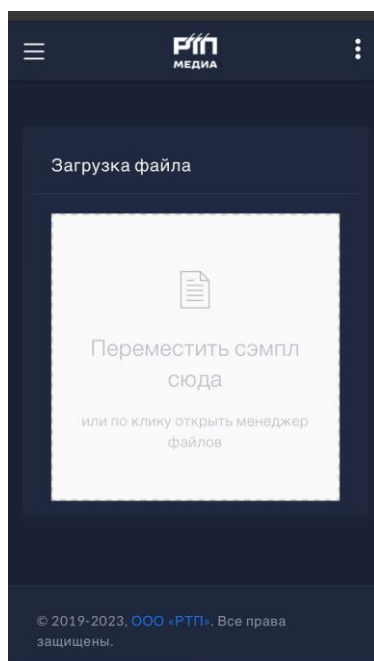 РТП
МЕДИА
Загрузка файла
Переместить сэмпл
сюда
или по клику открыть менеджер
файлов
© 2019-2023, ООО «РТП». Все права
защищены.